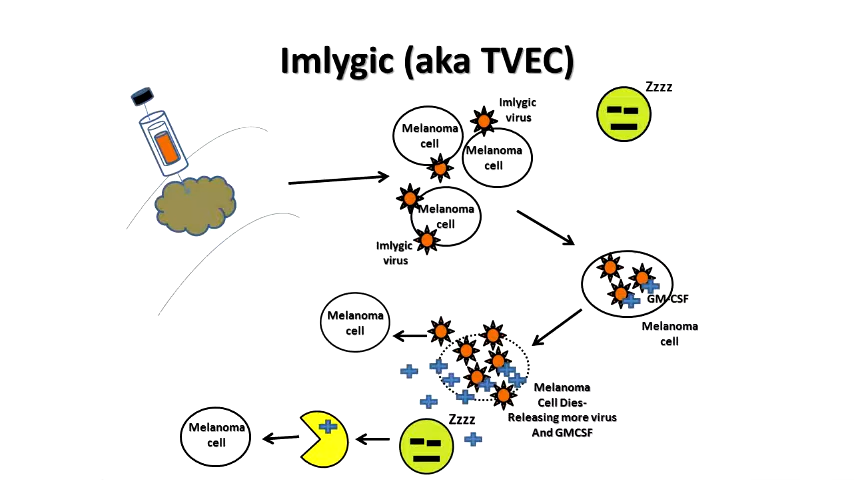 Imlygic (aka TVEC)
Zzzz
Imlygic
virus
Melanoma
cell
Melanoma
cell
Melanoma
cell
Imlygic
virus
GM-CSF
Melanoma
cell
Melanoma
cell
Melanoma
Cell Dies-
Releasing more virus
And GMCSF
Zzzz
Melanoma
cell